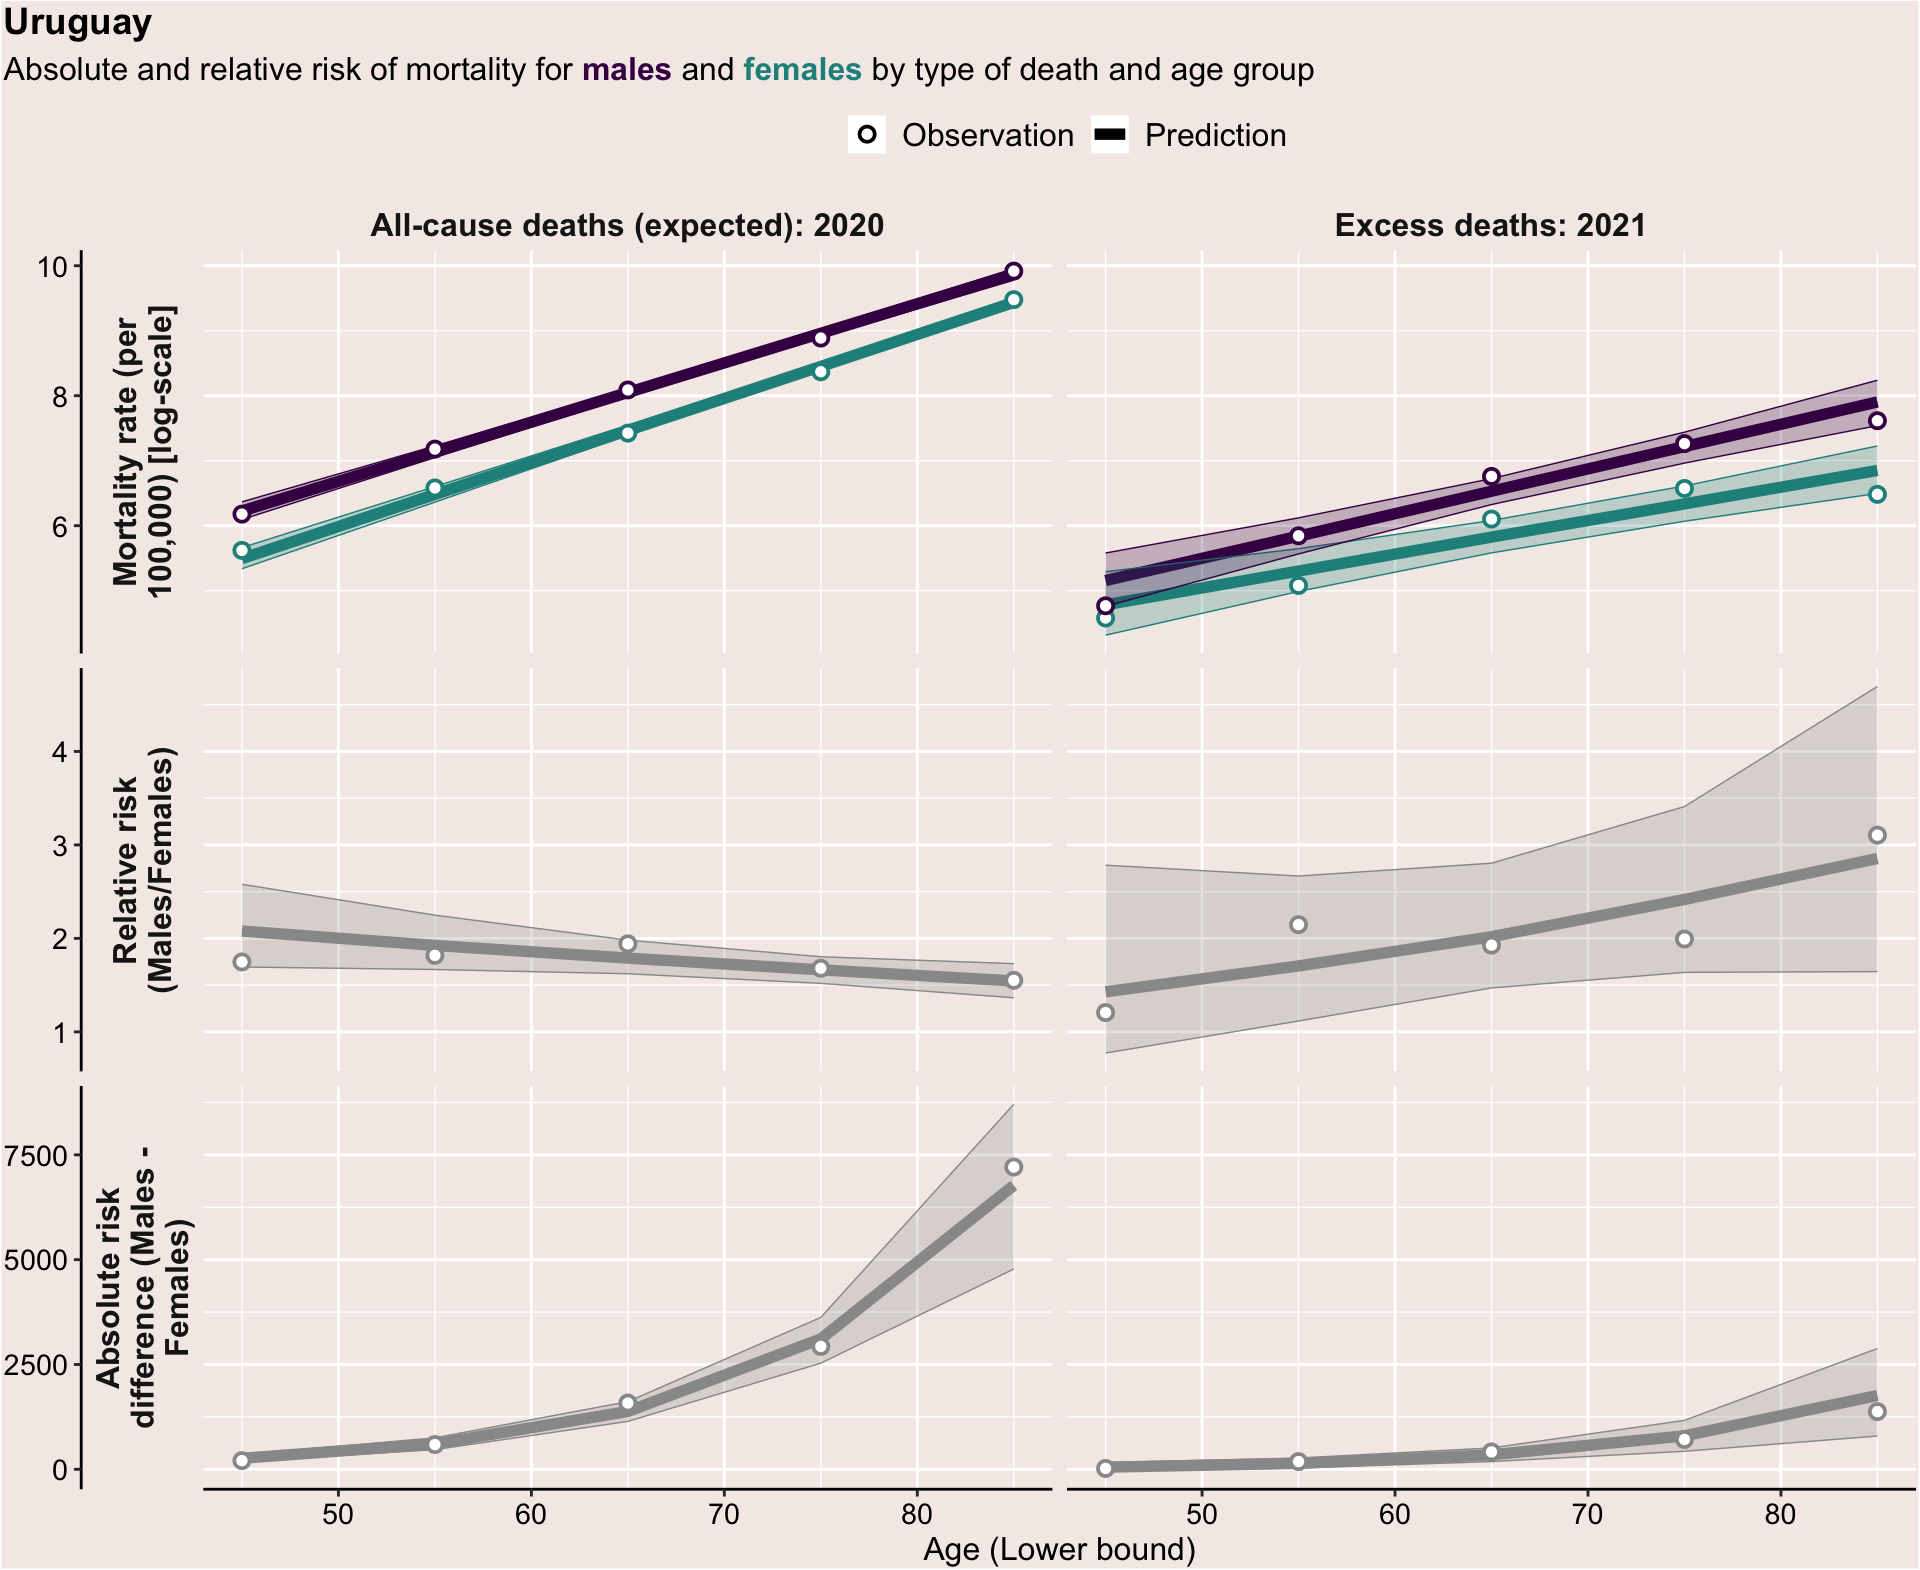 Uruguay
Absolute and relative risk of mortality for males and females by type of death and age group
Observation Prediction
All-cause deaths (expected): 2020
Excess deaths: 2021
Mortality rate (per
100,000) [log-scale]
10
8
6
Relative risk
(Males/Females)
4
3
2
1
Absolute risk
difference (Males -
Females)
7500
5000
2500
0
50 60 70 80
50 60 70 80
Age (Lower bound)